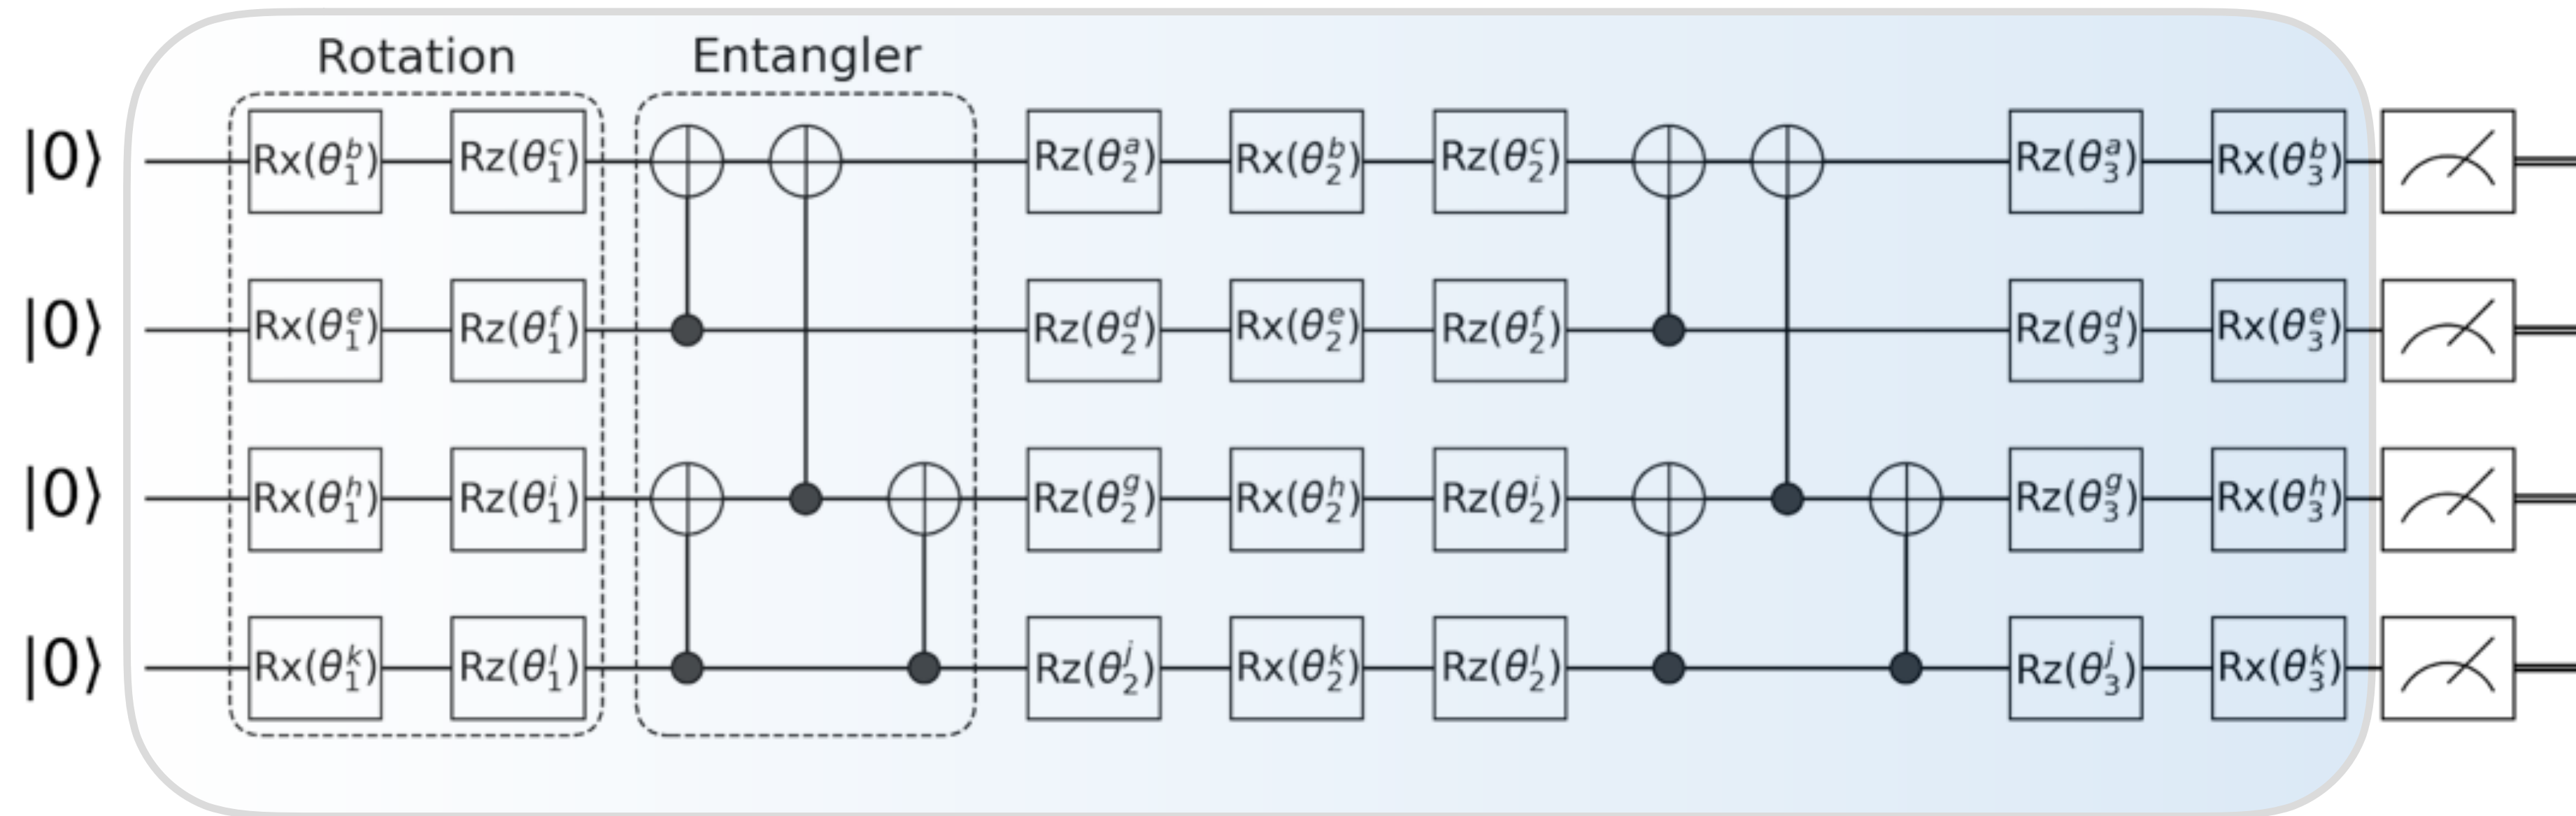 Rotation Entangler
|0⟩ Rx(θ₁ᵇ) Rz(θ₁ᶜ) Rz(θ₂ᵃ) Rx(θ₂ᵇ) Rz(θ₂ᶜ) Rz(θ₃ᵃ) Rx(θ₃ᵇ)
|0⟩ Rx(θ₁ᵉ) Rz(θ₁ᶠ) Rz(θ₂ᵈ) Rx(θ₂ᵉ) Rz(θ₂ᶠ) Rz(θ₃ᵈ) Rx(θ₃ᵉ)
|0⟩ Rx(θ₁ʰ) Rz(θ₁ⁱ) Rz(θ₂ᵍ) Rx(θ₂ʰ) Rz(θ₂ⁱ) Rz(θ₃ᵍ) Rx(θ₃ʰ)
|0⟩ Rx(θ₁ᵏ) Rz(θ₁ˡ) Rz(θ₂ʲ) Rx(θ₂ᵏ) Rz(θ₂ˡ) Rz(θ₃ʲ) Rx(θ₃ᵏ)